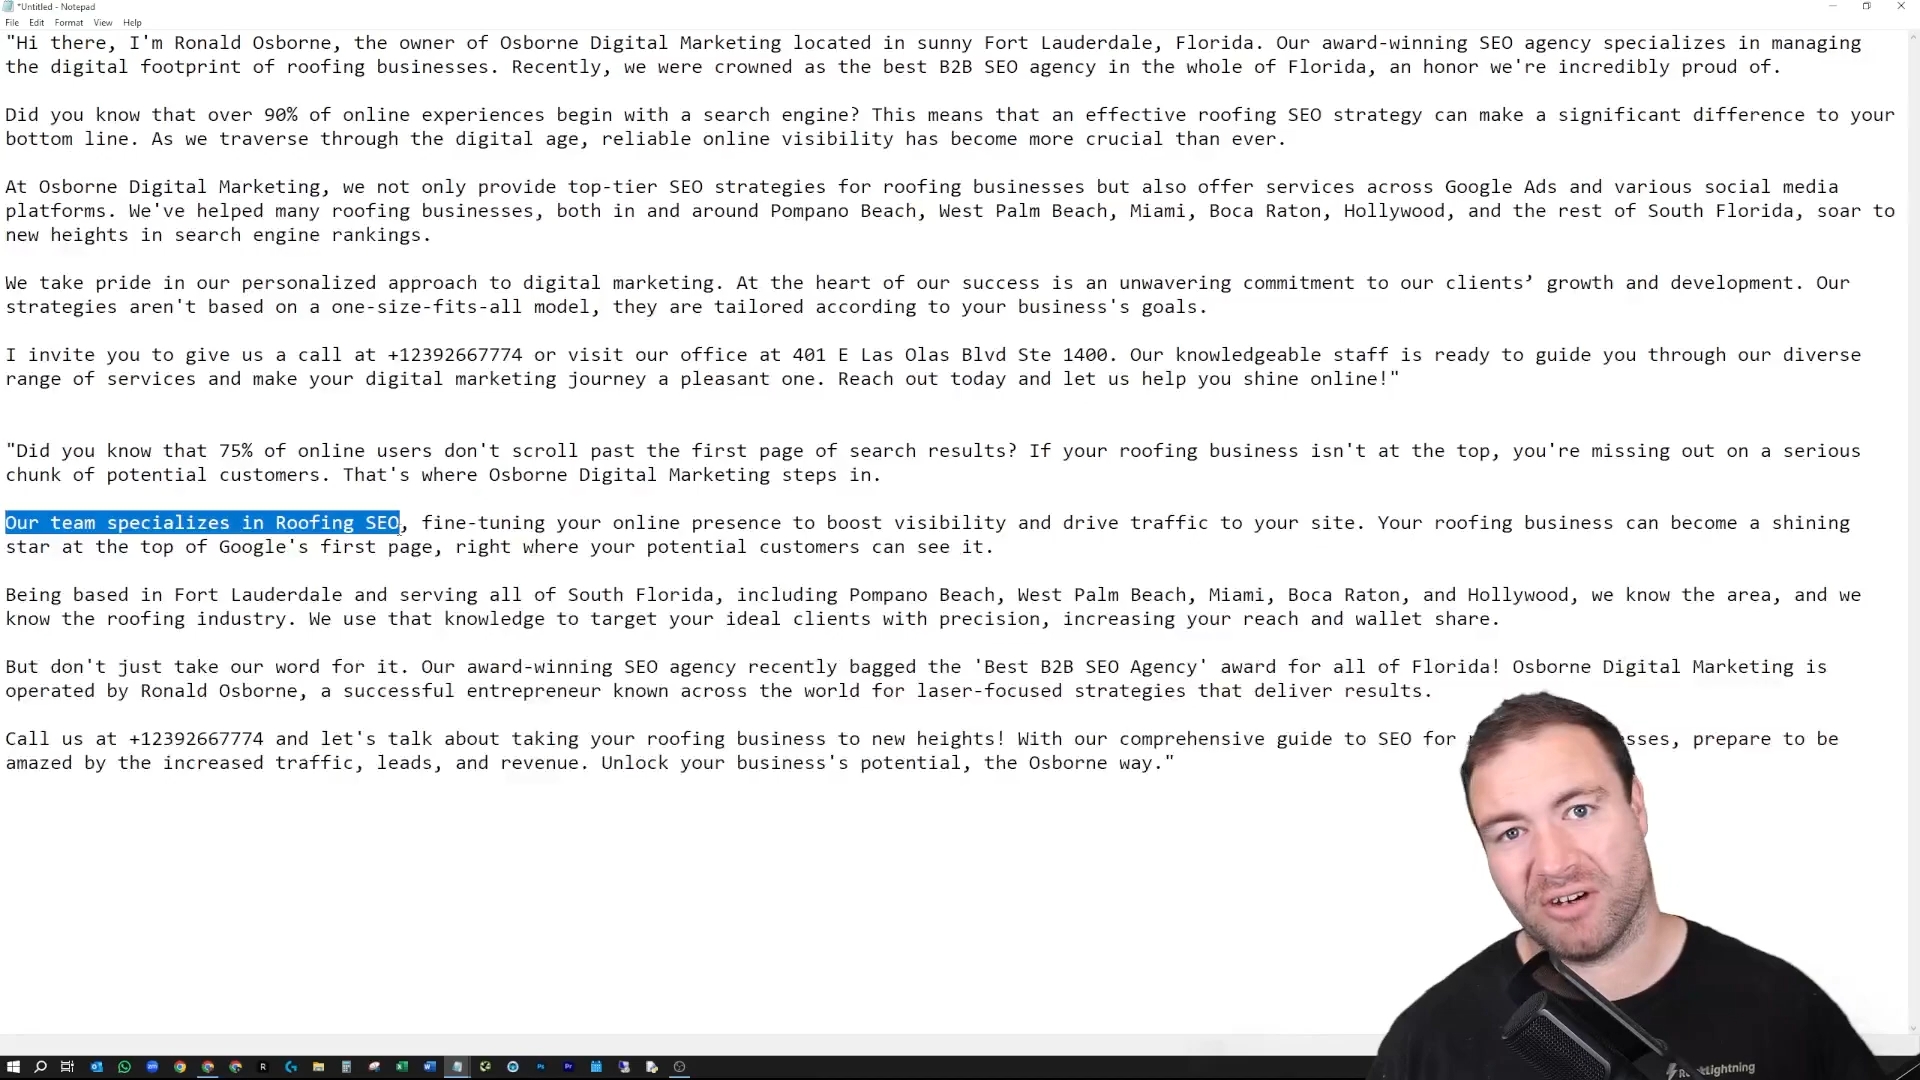 *Untitled - Notepad
File Edit Format View Help
"Hi there, I'm Ronald Osborne, the owner of Osborne Digital Marketing located in sunny Fort Lauderdale, Florida. Our award-winning SEO agency specializes in managing
the digital footprint of roofing businesses. Recently, we were crowned as the best B2B SEO agency in the whole of Florida, an honor we're incredibly proud of.
Did you know that over 90% of online experiences begin with a search engine? This means that an effective roofing SEO strategy can make a significant difference to your
bottom line. As we traverse through the digital age, reliable online visibility has become more crucial than ever.
At Osborne Digital Marketing, we not only provide top-tier SEO strategies for roofing businesses but also offer services across Google Ads and various social media
platforms. We've helped many roofing businesses, both in and around Pompano Beach, West Palm Beach, Miami, Boca Raton, Hollywood, and the rest of South Florida, soar to
new heights in search engine rankings.
We take pride in our personalized approach to digital marketing. At the heart of our success is an unwavering commitment to our clients’ growth and development. Our
strategies aren't based on a one-size-fits-all model, they are tailored according to your business's goals.
I invite you to give us a call at +12392667774 or visit our office at 401 E Las Olas Blvd Ste 1400. Our knowledgeable staff is ready to guide you through our diverse
range of services and make your digital marketing journey a pleasant one. Reach out today and let us help you shine online!"
"Did you know that 75% of online users don't scroll past the first page of search results? If your roofing business isn't at the top, you're missing out on a serious
chunk of potential customers. That's where Osborne Digital Marketing steps in.
Our team specializes in Roofing SEO, fine-tuning your online presence to boost visibility and drive traffic to your site. Your roofing business can become a shining
star at the top of Google's first page, right where your potential customers can see it.
Being based in Fort Lauderdale and serving all of South Florida, including Pompano Beach, West Palm Beach, Miami, Boca Raton, and Hollywood, we know the area, and we
know the roofing industry. We use that knowledge to target your ideal clients with precision, increasing your reach and wallet share.
But don't just take our word for it. Our award-winning SEO agency recently bagged the 'Best B2B SEO Agency' award for all of Florida! Osborne Digital Marketing is
operated by Ronald Osborne, a successful entrepreneur known across the world for laser-focused strategies that deliver results.
Call us at +12392667774 and let's talk about taking your roofing business to new heights! With our comprehensive guide to SEO for prepare to be
amazed by the increased traffic, leads, and revenue. Unlock your business's potential, the Osborne way."